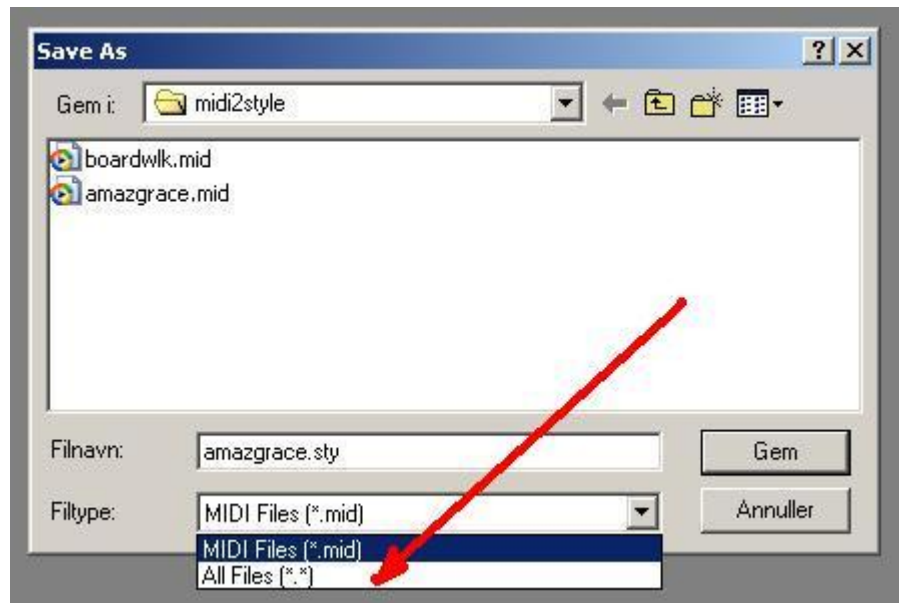 Save As
Gem i: midi2style
boardwlk.mid
amazgrace.mid
Filnavn: amazgrace.sty Gem
Filtype: MIDI Files (*.mid) Annuller
MIDI Files (*.mid)
All Files (*.*)